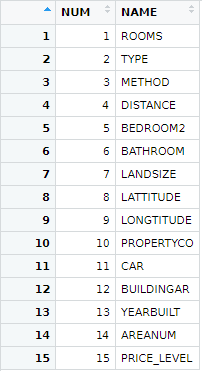 NUM NAME
1 1 ROOMS
2 2 TYPE
3 3 METHOD
4 4 DISTANCE
5 5 BEDROOM2
6 6 BATHROOM
7 7 LANDSIZE
8 8 LATTITUDE
9 9 LONGTITUDE
10 10 PROPERTYCO
11 11 CAR
12 12 BUILDINGAR
13 13 YEARBUILT
14 14 AREANUM
15 15 PRICE_LEVEL